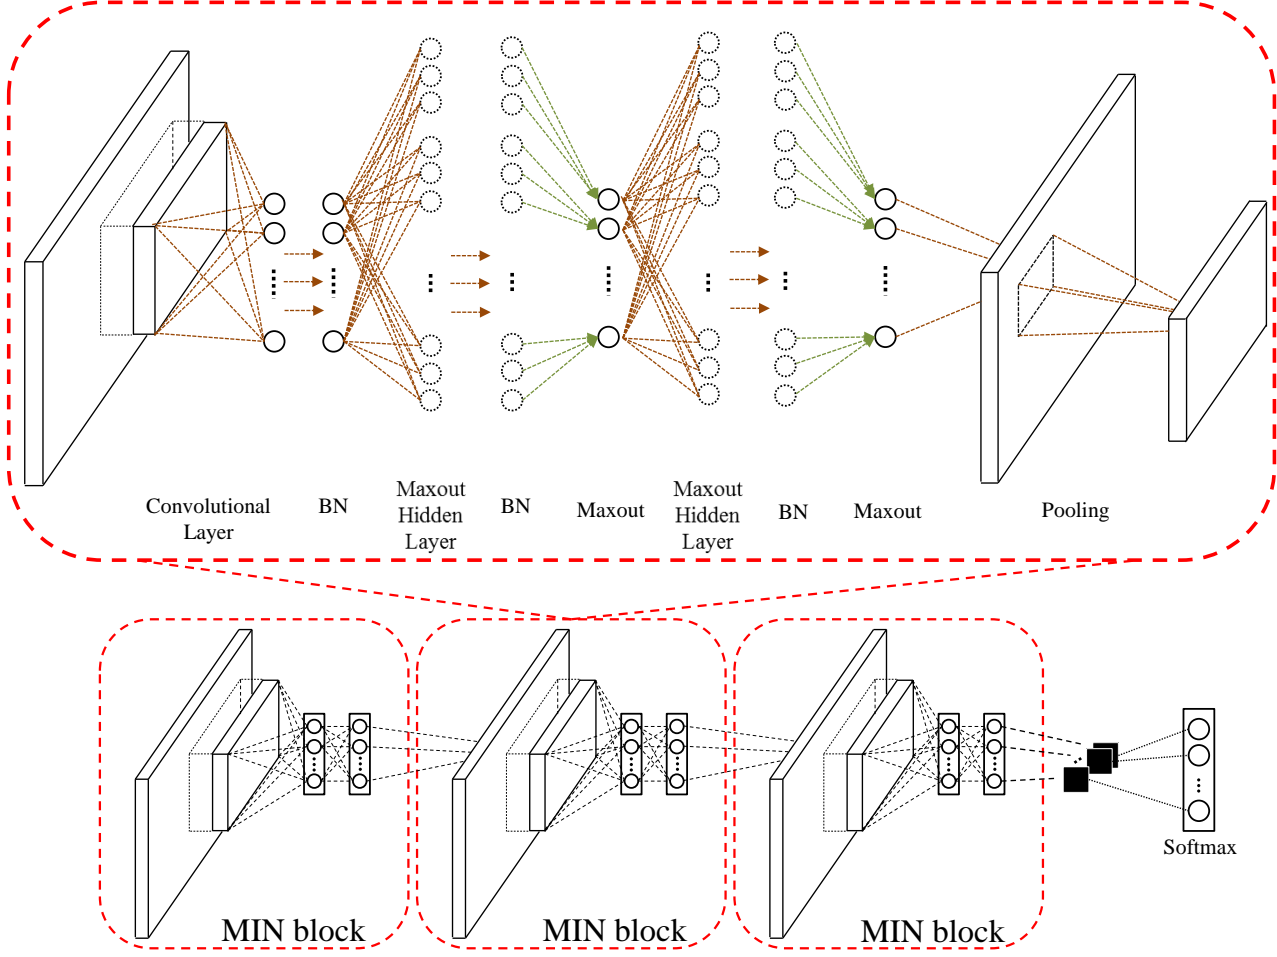 Convolutional
Layer
BN
Maxout
Hidden
Layer
BN
Maxout
Maxout
Hidden
Layer
BN
Maxout
Pooling
Softmax
MIN block
MIN block
MIN block